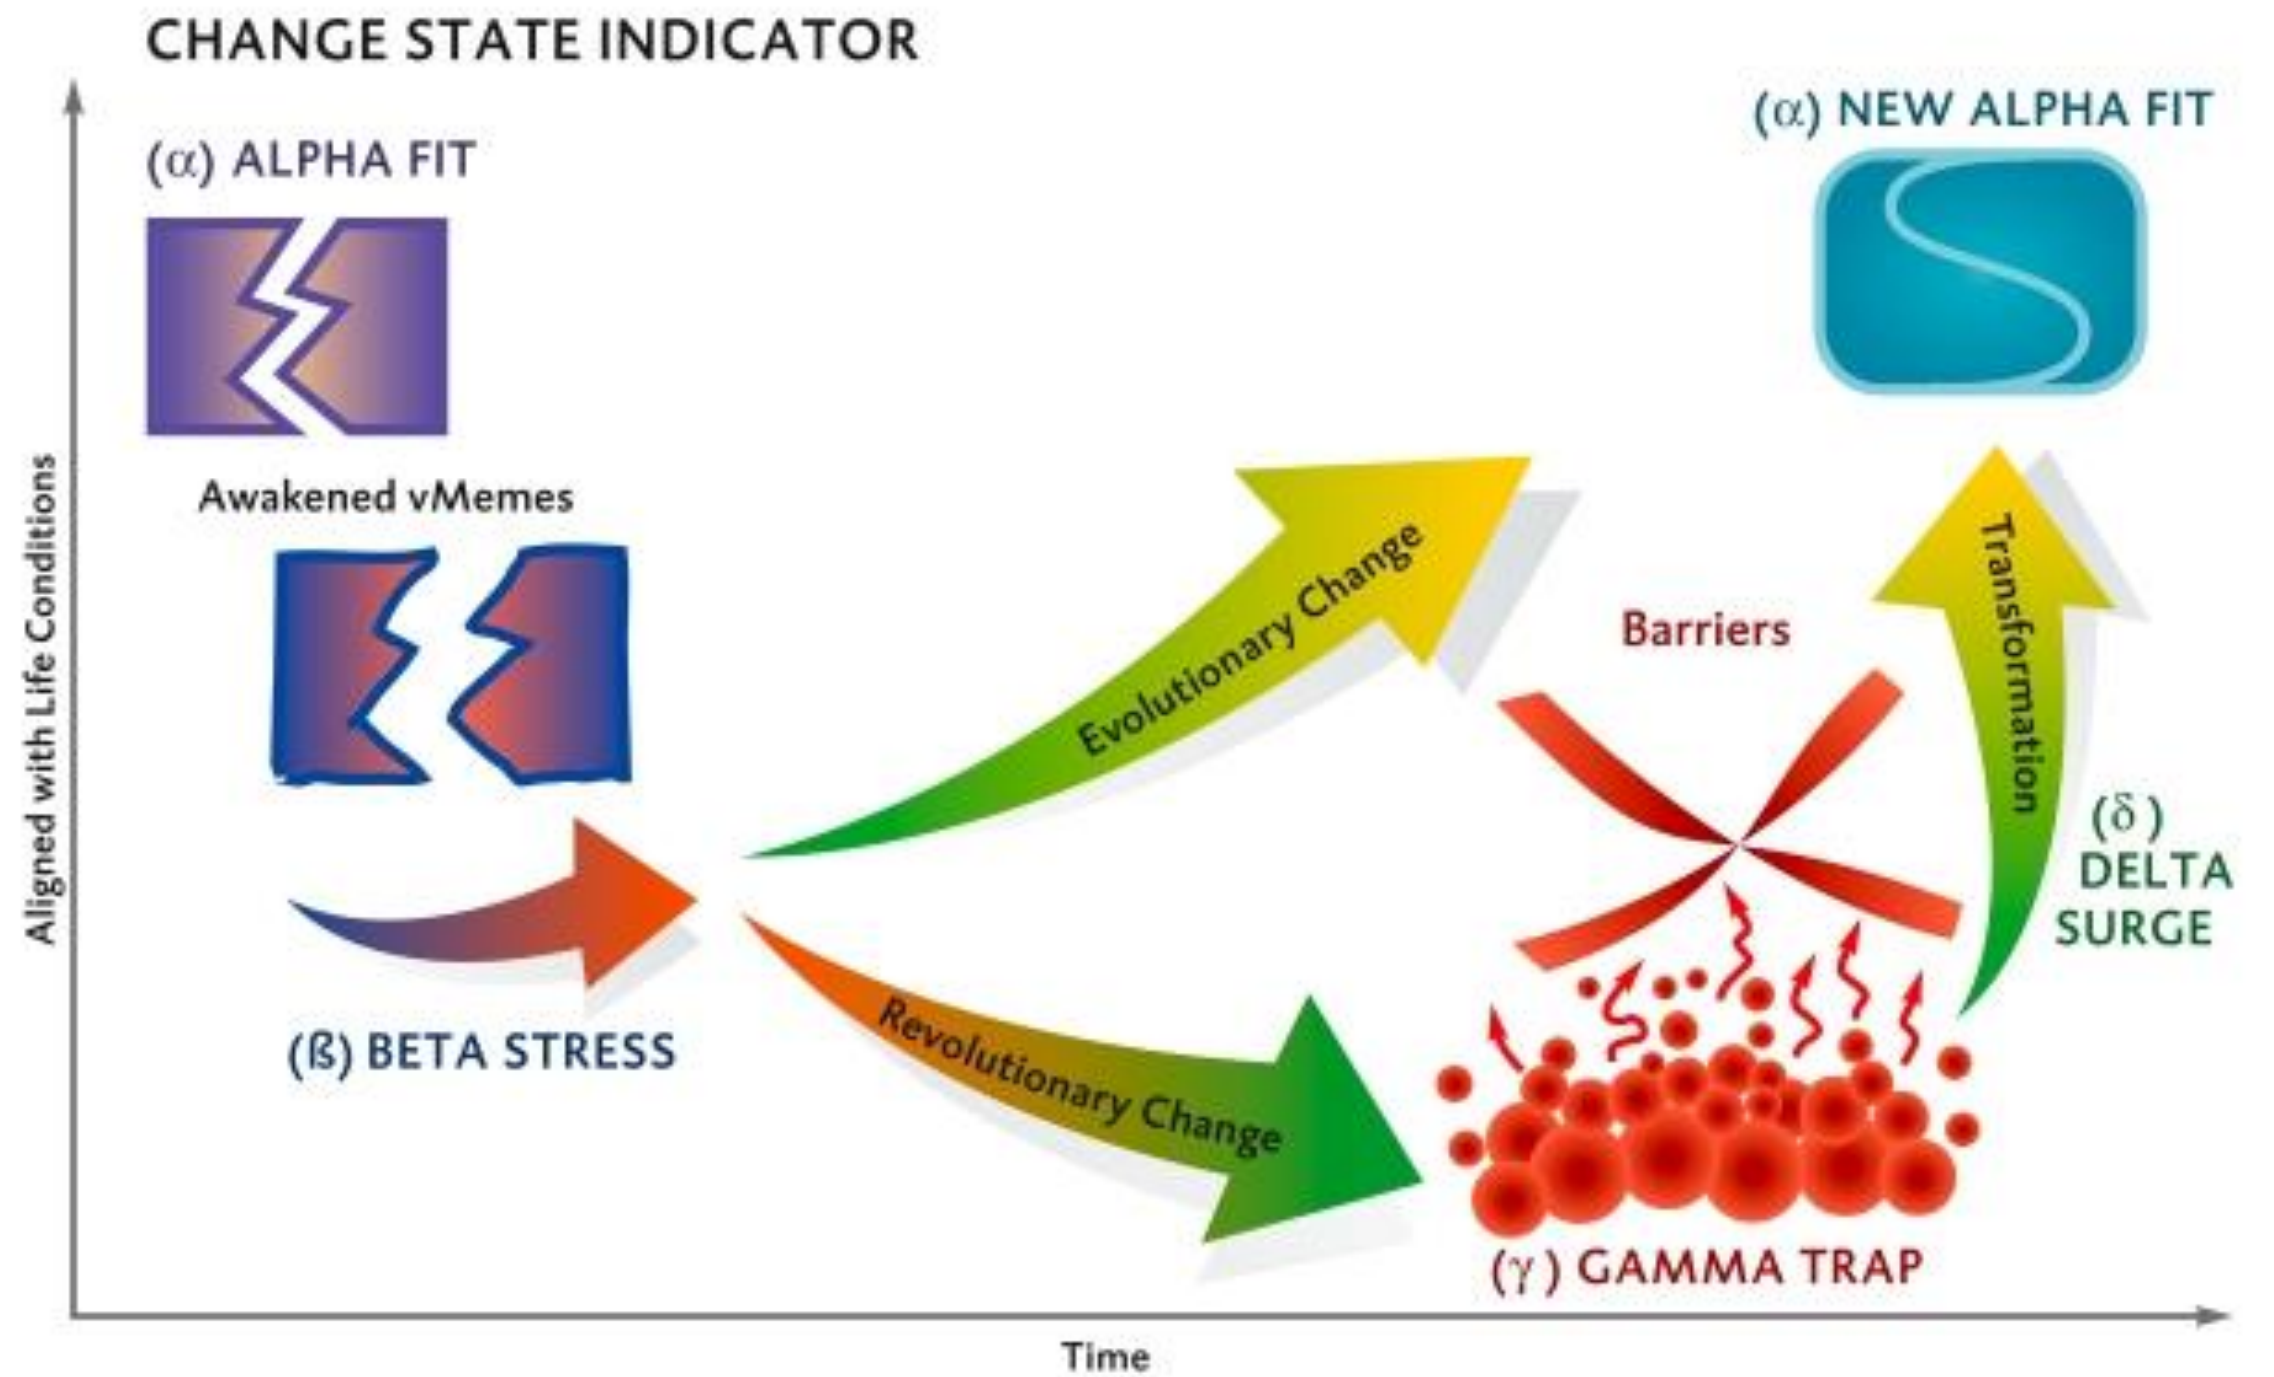 CHANGE STATE INDICATOR
(α) ALPHA FIT
(α) NEW ALPHA FIT
Awakened vMemes
Aligned with Life Conditions
Evolutionary Change
Barriers
Transformation
(δ)
DELTA
SURGE
(ß) BETA STRESS
Revolutionary Change
(γ) GAMMA TRAP
Time